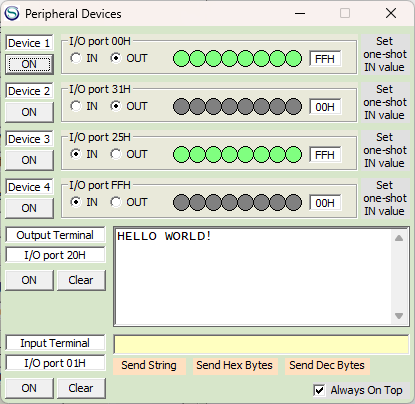 Peripheral Devices
Device 1
ON
I/O port 00H
IN
OUT
FFH
Set
one-shot
IN value
Device 2
ON
I/O port 31H
IN
OUT
00H
Set
one-shot
IN value
Device 3
ON
I/O port 25H
IN
OUT
FFH
Set
one-shot
IN value
Device 4
ON
I/O port FFH
IN
OUT
00H
Set
one-shot
IN value
Output Terminal
I/O port 20H
ON
Clear
HELLO WORLD!
Input Terminal
I/O port 01H
ON
Clear
Send String
Send Hex Bytes
Send Dec Bytes
Always On Top